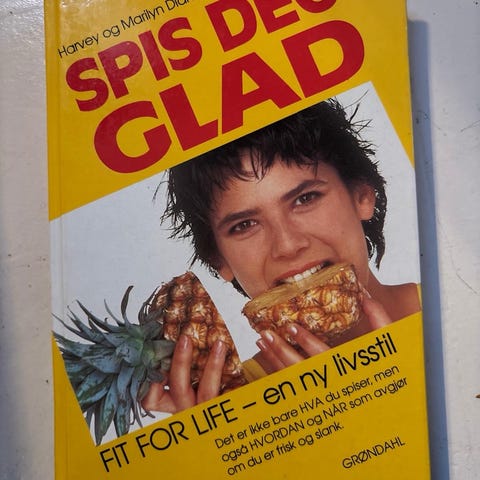 Harvey og Marilyn
SPIS DEG
GLAD
FIT FOR LIFE – en ny livsstil
Det er ikke bare HVA du spiser, men
også HVORDAN og NÅR som avgjør
om du er frisk og slank.
GRØNDAHL